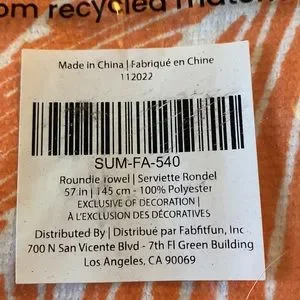 om recycled mater
Made in China | Fabriqué en Chine
112022
SUM-FA-540
Roundie Towel | Serviette Rondel
57 in | 145 cm - 100% Polyester
EXCLUSIVE OF DECORATION |
À L'EXCLUSION DES DÉCORATIVES
Distributed By | Distribué par Fabfitfun, Inc
700 N San Vicente Blvd - 7th Fl Green Building
Los Angeles, CA 90069